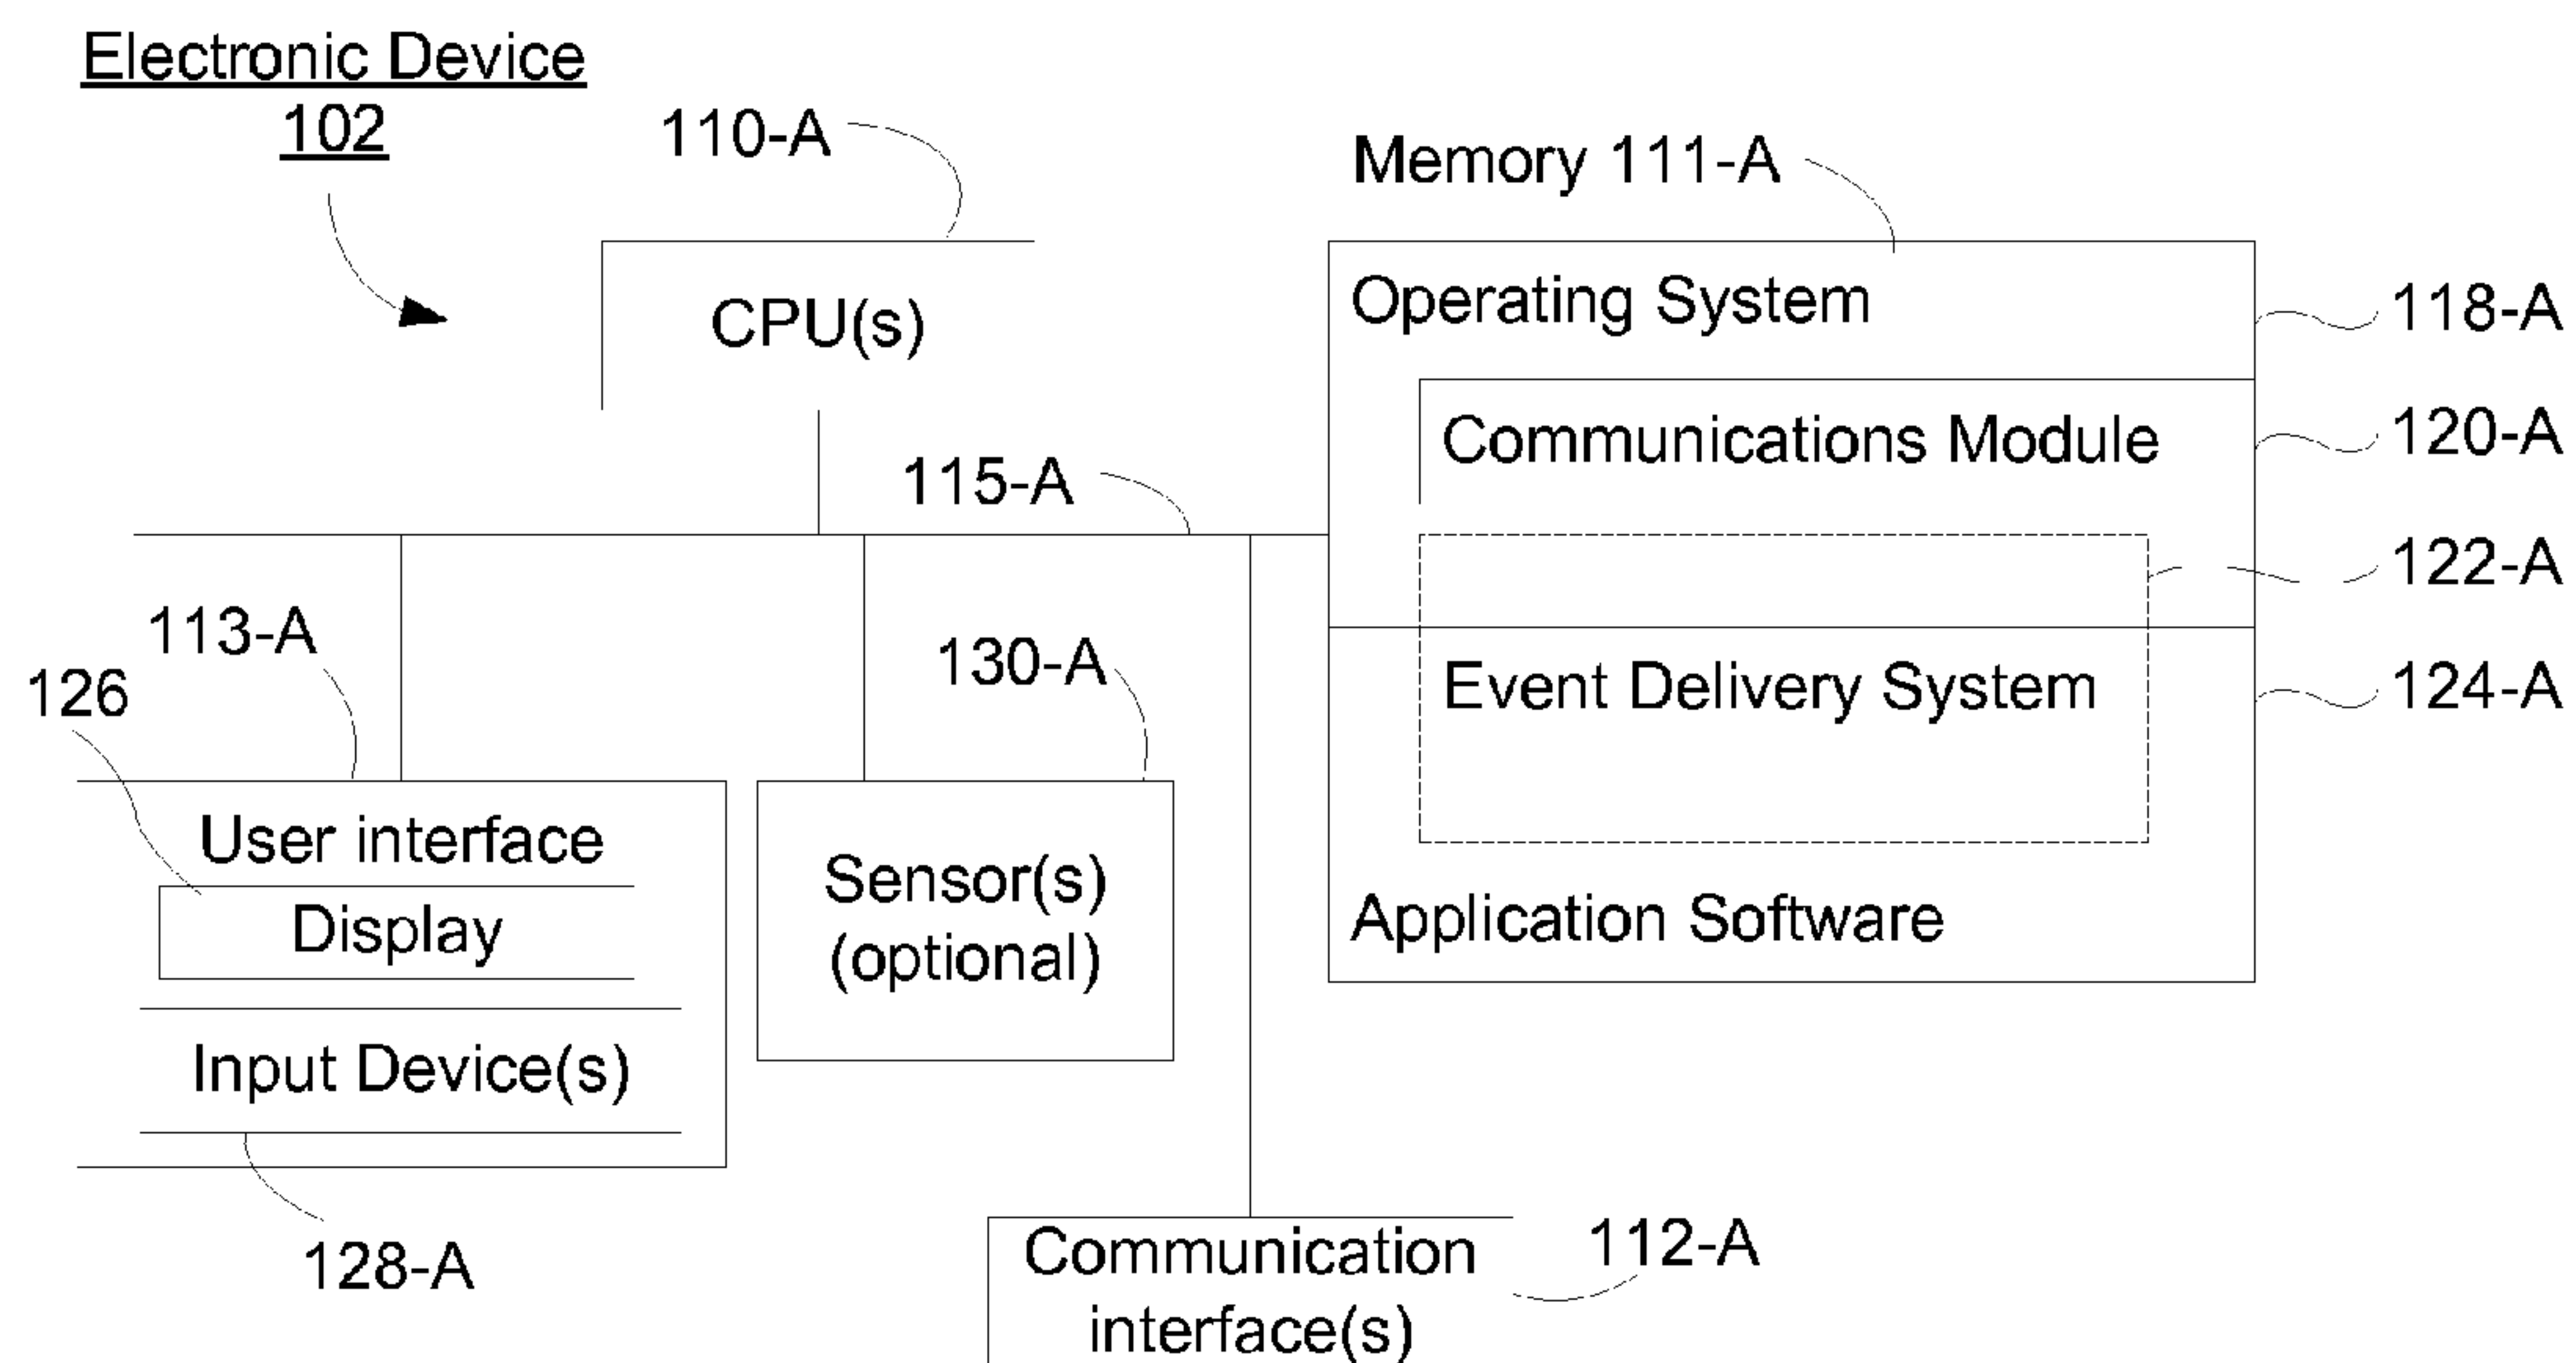 Electronic Device
102
110-A
Memory 111-A
CPU(s)
Operating System
118-A
Communications Module
120-A
115-A
122-A
113-A
130-A
Event Delivery System
124-A
126
User interface
Display
Sensor(s)
(optional)
Application Software
Input Device(s)
128-A
Communication
interface(s)
112-A